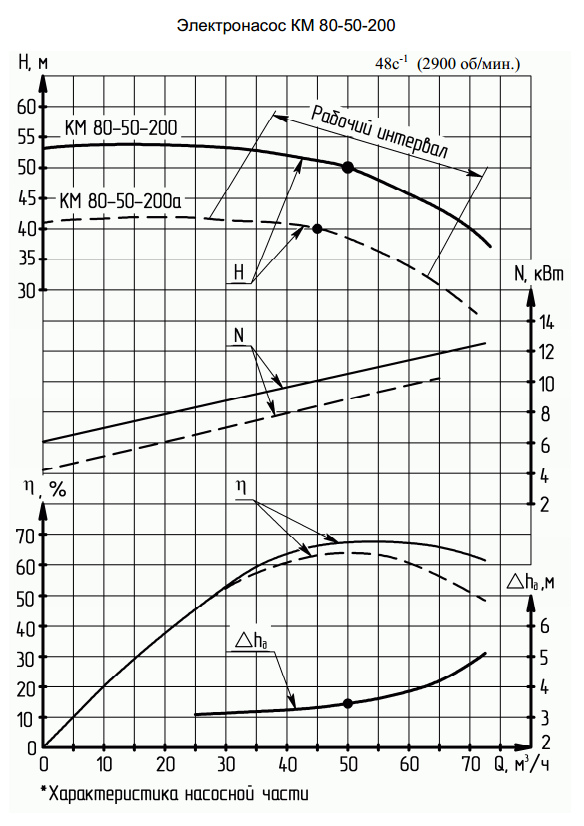 Электронасос КМ 80-50-200
H, м
48с-1 (2900 об/мин.)
60
55
50
45
40
35
30
КМ 80-50-200
Рабочий интервал
КМ 80-50-200а
H
N, кВт
14
12
10
8
6
4
2
N
η, %
η
70
60
50
40
30
20
10
0
△hд, м
6
5
4
3
2
△hд
0 10 20 30 40 50 60 70 Q, м³/ч
*Характеристика насосной части